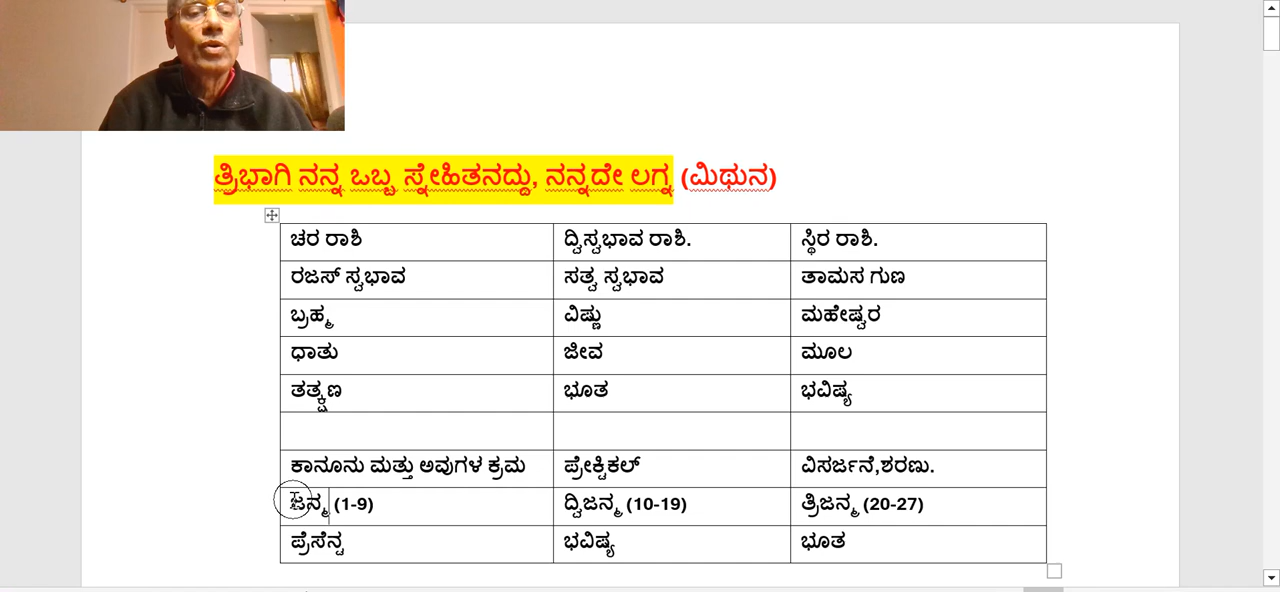 ತ್ರಿಭಾಗಿ ನನ್ನ ಒಬ್ಬ ಸ್ನೇಹಿತನದ್ದು, ನನ್ನದೇ ಲಗ್ನ (ಮಿಥುನ)
ಚರ ರಾಶಿ ದ್ವಿಸ್ವಭಾವ ರಾಶಿ. ಸ್ಥಿರ ರಾಶಿ.
ರಜಸ್ ಸ್ವಭಾವ ಸತ್ವ ಸ್ವಭಾವ ತಾಮಸ ಗುಣ
ಬ್ರಹ್ಮ ವಿಷ್ಣು ಮಹೇಷ್ವರ
ಧಾತು ಜೀವ ಮೂಲ
ತತ್ಕ್ಷಣ ಭೂತ ಭವಿಷ್ಯ
ಕಾನೂನು ಮತ್ತು ಅವುಗಳ ಕ್ರಮ ಪ್ರೇಕ್ಟಿಕಲ್ ವಿಸರ್ಜನೆ,ಶರಣು.
ಜನ್ಮ (1-9) ದ್ವಿಜನ್ಮ (10-19) ತ್ರಿಜನ್ಮ (20-27)
ಪ್ರೆಸೆನ್ಟ ಭವಿಷ್ಯ ಭೂತ